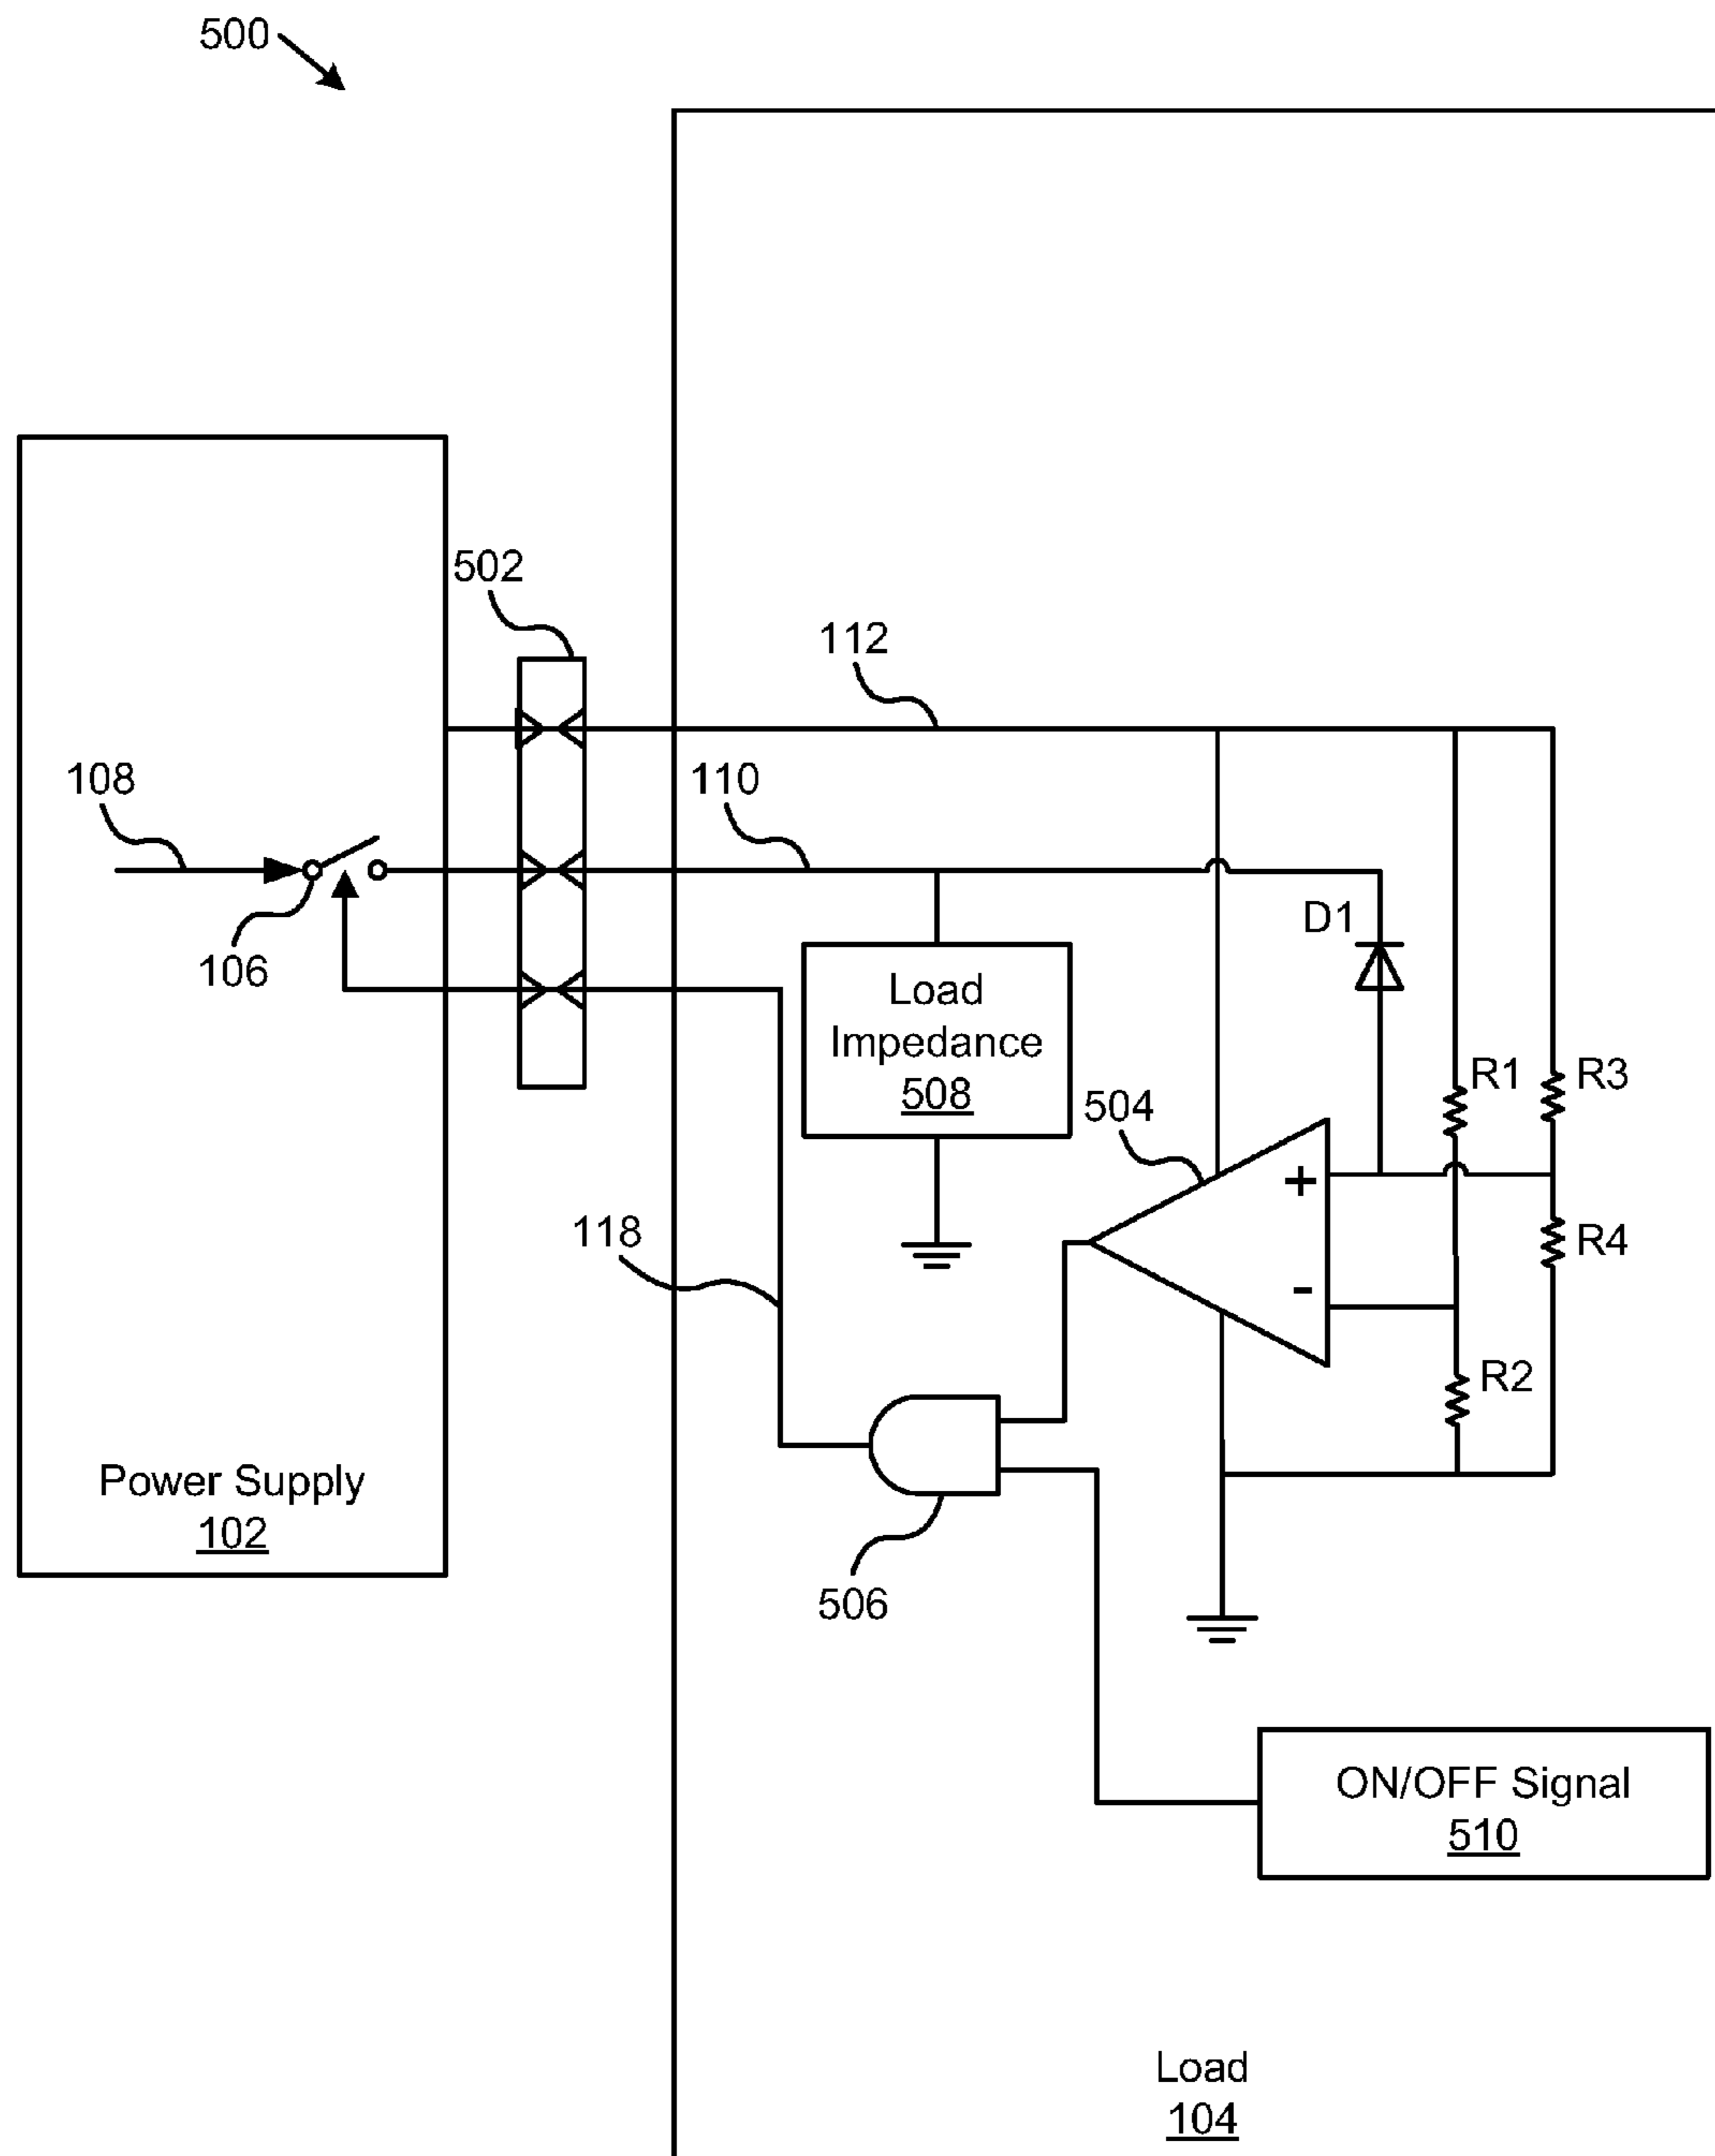 500
502
112
108
110
D1
106
Load
Impedance
508
R1
R3
504
+
118
R4
-
R2
Power Supply
102
506
ON/OFF Signal
510
Load
104